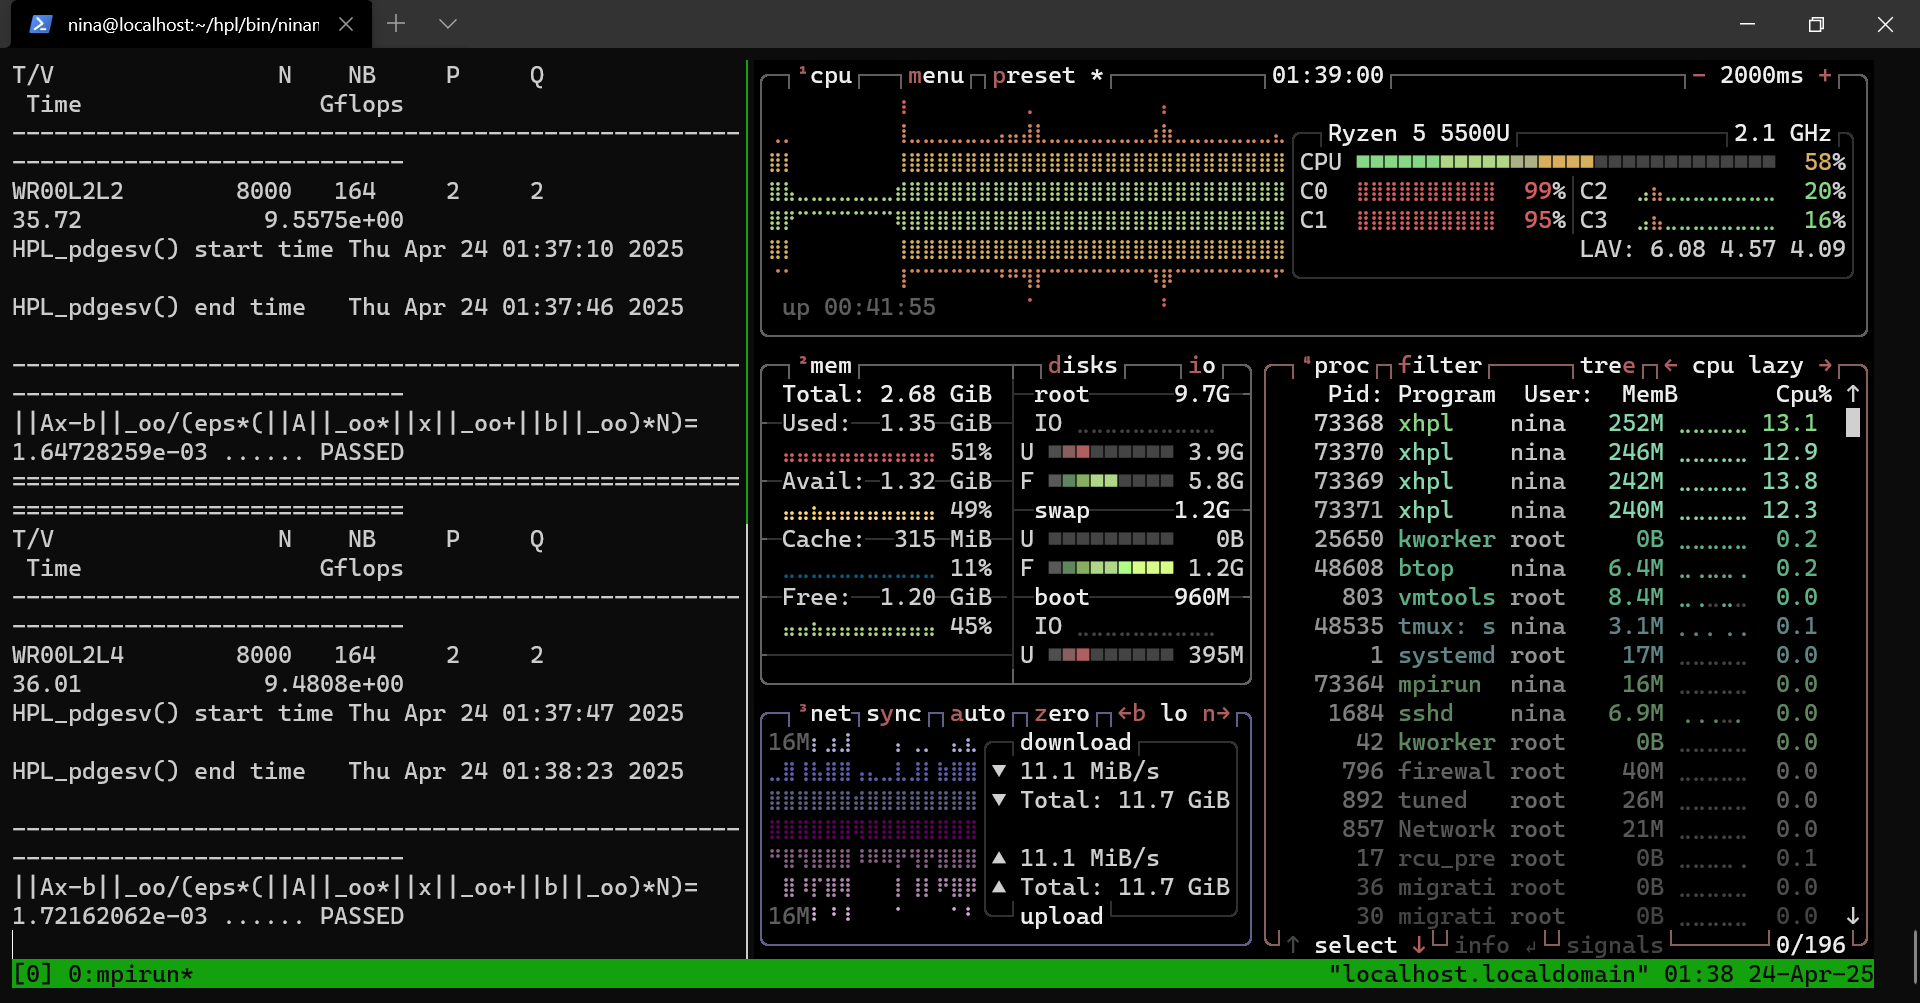 nina@localhost:~/hpl/bin/ninar
T/V                N    NB     P     Q
 Time                 Gflops
----------------------------------------------------
----------------------------
WR00L2L2        8000   164     2     2
35.72             9.5575e+00
HPL_pdgesv() start time Thu Apr 24 01:37:10 2025
HPL_pdgesv() end time   Thu Apr 24 01:37:46 2025
----------------------------------------------------
----------------------------
||Ax-b||_oo/(eps*(||A||_oo*||x||_oo+||b||_oo)*N)=
1.64728259e-03 ...... PASSED
====================================================
============================
T/V                N    NB     P     Q
 Time                 Gflops
----------------------------------------------------
----------------------------
WR00L2L4        8000   164     2     2
36.01             9.4808e+00
HPL_pdgesv() start time Thu Apr 24 01:37:47 2025
HPL_pdgesv() end time   Thu Apr 24 01:38:23 2025
----------------------------------------------------
----------------------------
||Ax-b||_oo/(eps*(||A||_oo*||x||_oo+||b||_oo)*N)=
1.72162062e-03 ...... PASSED
¹cpu menu preset * 01:39:00 - 2000ms +
Ryzen 5 5500U 2.1 GHz
CPU 58%
C0 99% C2 20%
C1 95% C3 16%
LAV: 6.08 4.57 4.09
up 00:41:55
²mem
Total: 2.68 GiB
Used: 1.35 GiB
51%
Avail: 1.32 GiB
49%
Cache: 315 MiB
11%
Free: 1.20 GiB
45%
disks io
root 9.7G
IO
U 3.9G
F 5.8G
swap 1.2G
U 0B
F 1.2G
boot 960M
IO
U 395M
³net sync auto zero ←b lo n→
16M
download
▼ 11.1 MiB/s
▼ Total: 11.7 GiB
▲ 11.1 MiB/s
▲ Total: 11.7 GiB
16M
upload
⁴proc filter tree ← cpu lazy →
Pid: Program User: MemB Cpu% ↑
73368 xhpl nina 252M 13.1
73370 xhpl nina 246M 12.9
73369 xhpl nina 242M 13.8
73371 xhpl nina 240M 12.3
25650 kworker root 0B 0.2
48608 btop nina 6.4M 0.2
803 vmtools root 8.4M 0.0
48535 tmux: s nina 3.1M 0.1
1 systemd root 17M 0.0
73364 mpirun nina 16M 0.0
1684 sshd nina 6.9M 0.0
42 kworker root 0B 0.0
796 firewal root 40M 0.0
892 tuned root 26M 0.0
857 Network root 21M 0.0
17 rcu_pre root 0B 0.1
36 migrati root 0B 0.0
30 migrati root 0B 0.0 ↓
↑ select ↓ info ↲ signals 0/196
[0] 0:mpirun* "localhost.localdomain" 01:38 24-Apr-25